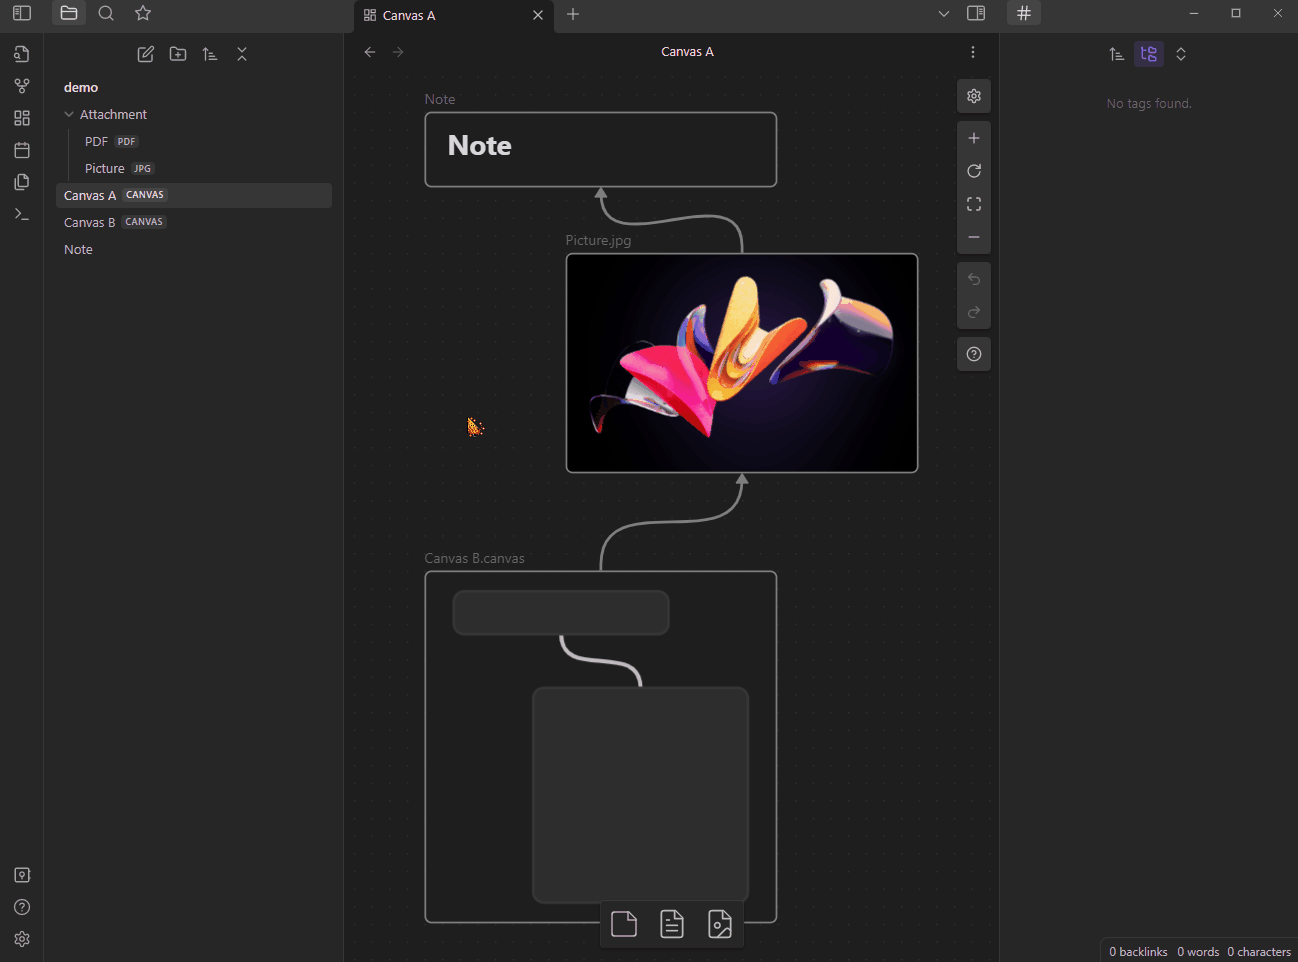 Canvas A
Canvas A
demo
Attachment
PDF PDF
Picture JPG
Canvas A CANVAS
Canvas B CANVAS
Note
Note
Note
Picture.jpg
Canvas B.canvas
No tags found.
0 backlinks 0 words 0 characters